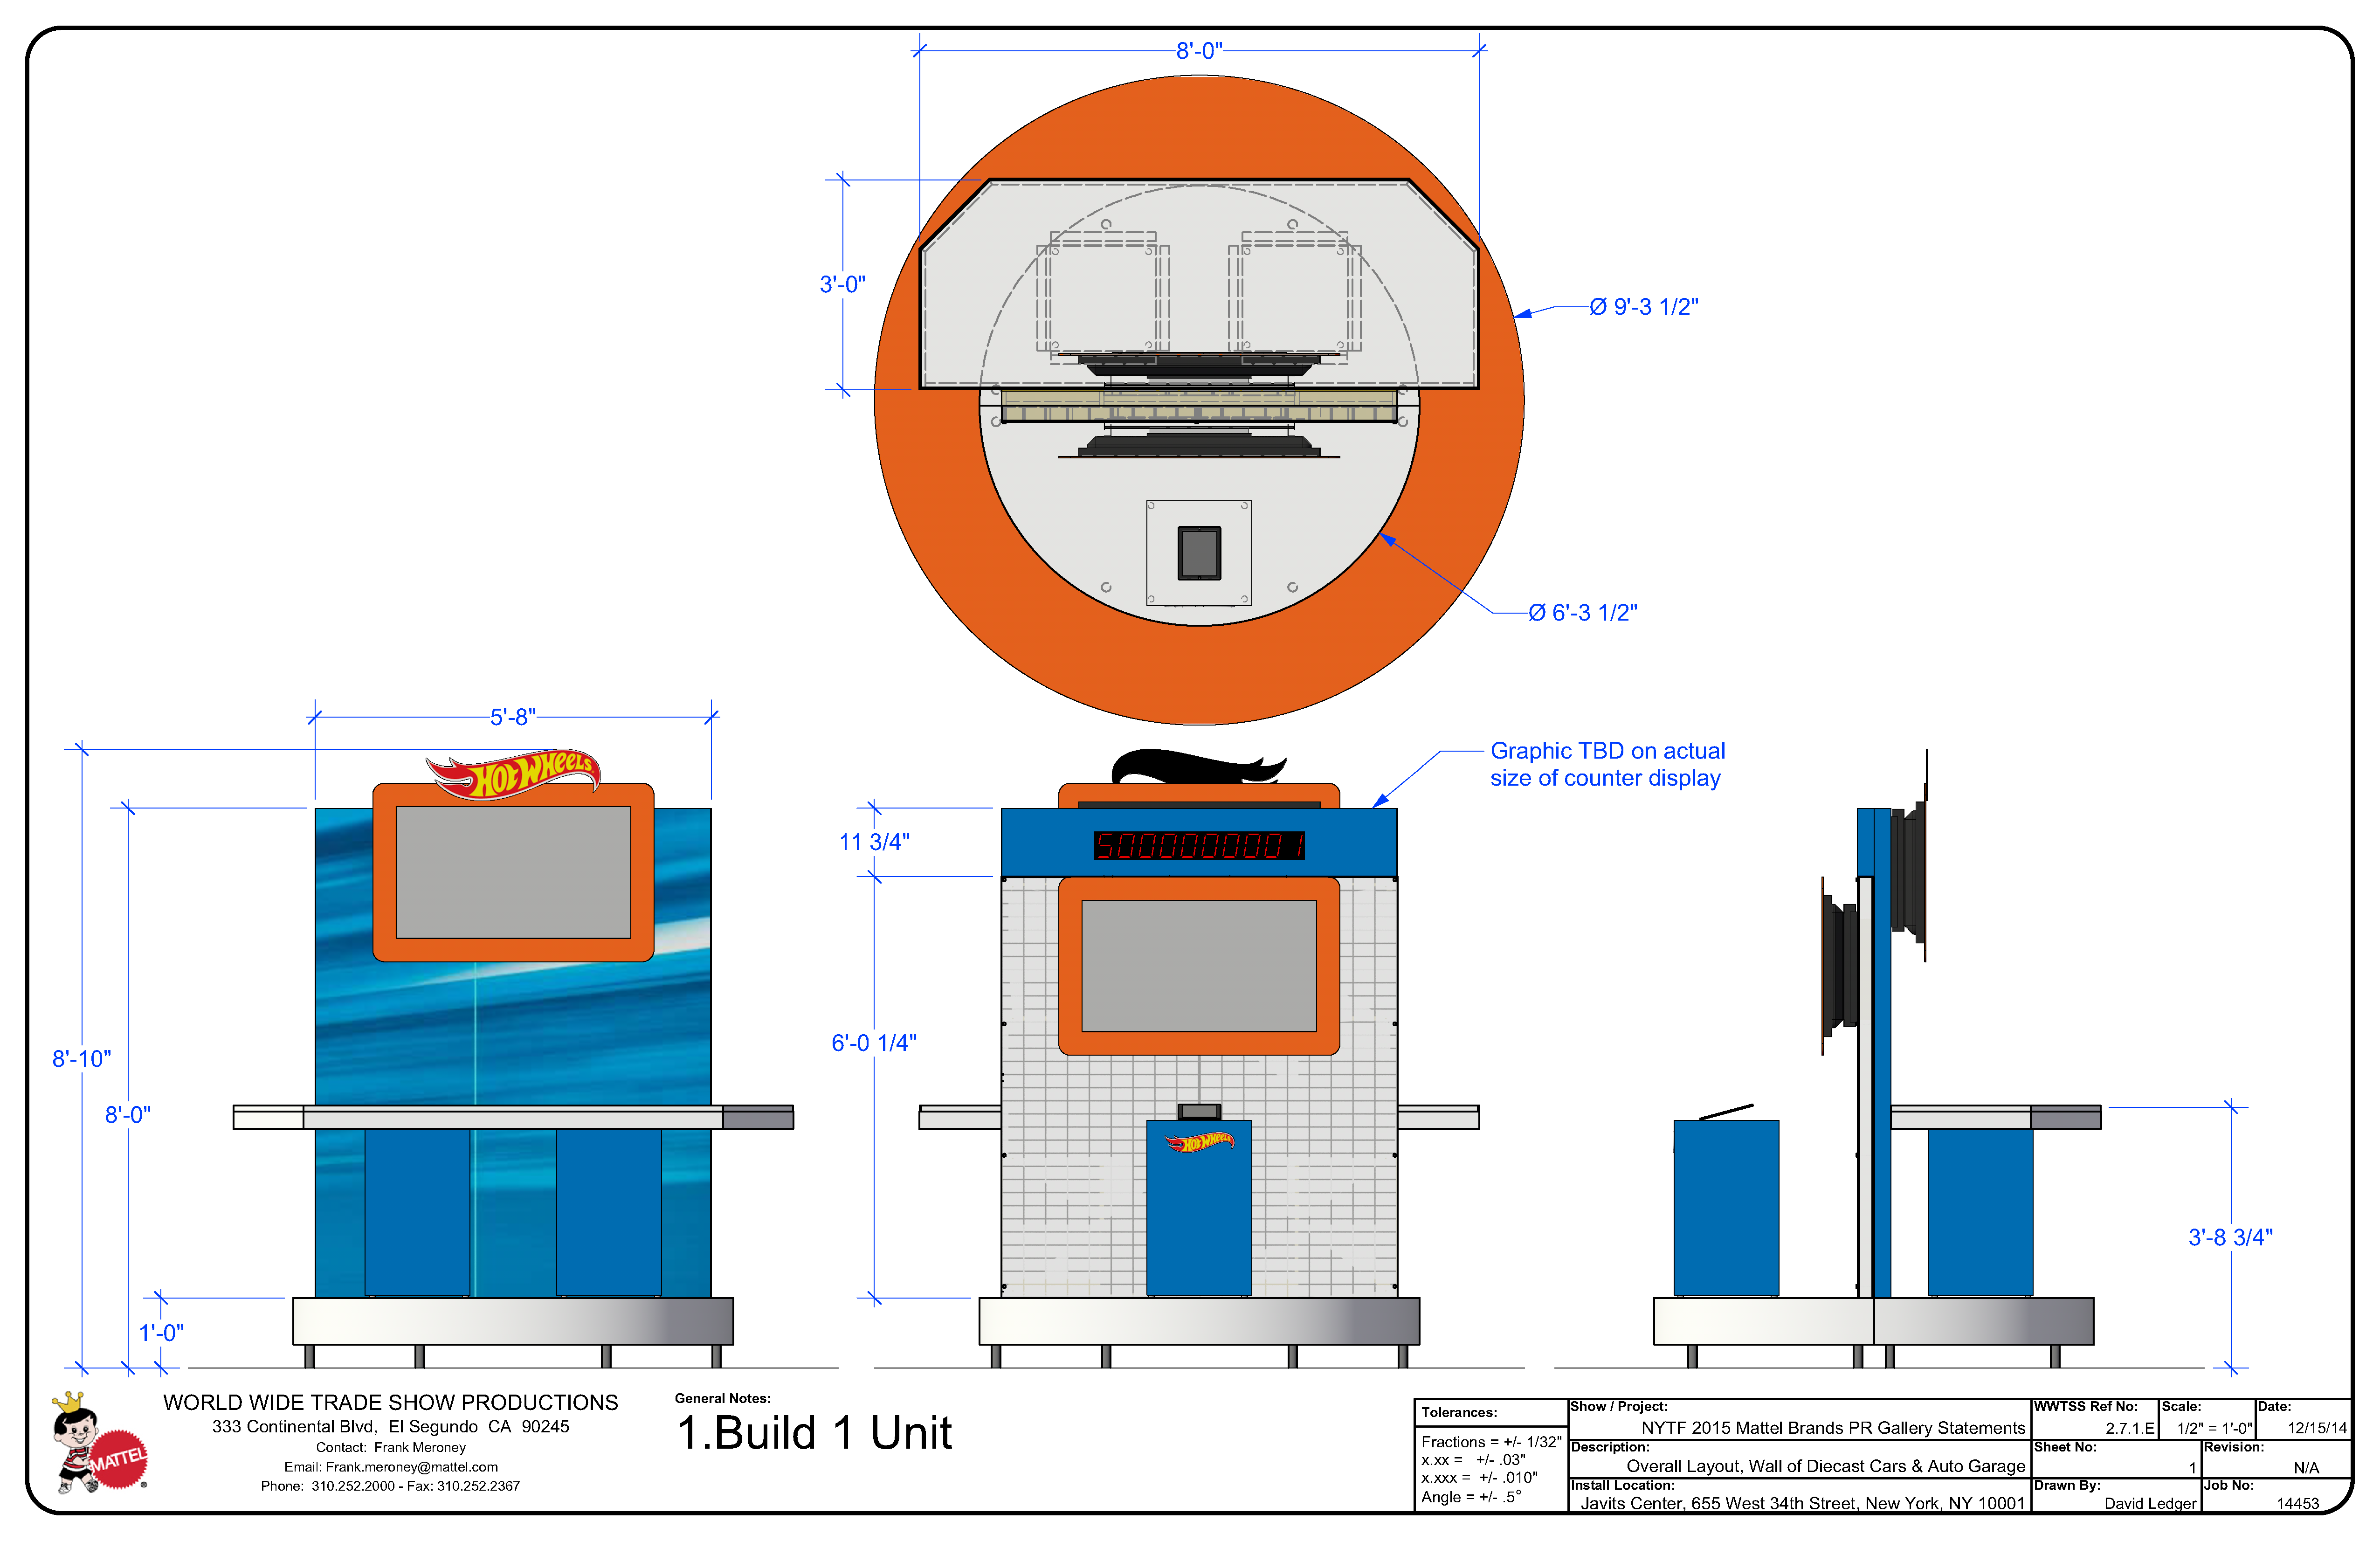 8'-0"
3'-0"
Ø 9'-3 1/2"
Ø 6'-3 1/2"
5'-8"
HOT WHEELS
Graphic TBD on actual
size of counter display
11 3/4"
5000000001
8'-10"
8'-0"
6'-0 1/4"
HOT WHEELS
3'-8 3/4"
1'-0"
MATTEL
®
WORLD WIDE TRADE SHOW PRODUCTIONS
333 Continental Blvd, El Segundo CA 90245
Contact: Frank Meroney
Email: Frank.meroney@mattel.com
Phone: 310.252.2000 - Fax: 310.252.2367
General Notes:
1.Build 1 Unit
Tolerances:
Fractions = +/- 1/32"
x.xx = +/- .03"
x.xxx = +/- .010"
Angle = +/- .5°
Show / Project:
NYTF 2015 Mattel Brands PR Gallery Statements
Description:
Overall Layout, Wall of Diecast Cars & Auto Garage
Install Location:
Javits Center, 655 West 34th Street, New York, NY 10001
WWTSS Ref No:
2.7.1.E
Scale:
1/2" = 1'-0"
Date:
12/15/14
Sheet No:
1
Revision:
N/A
Drawn By:
David Ledger
Job No:
14453